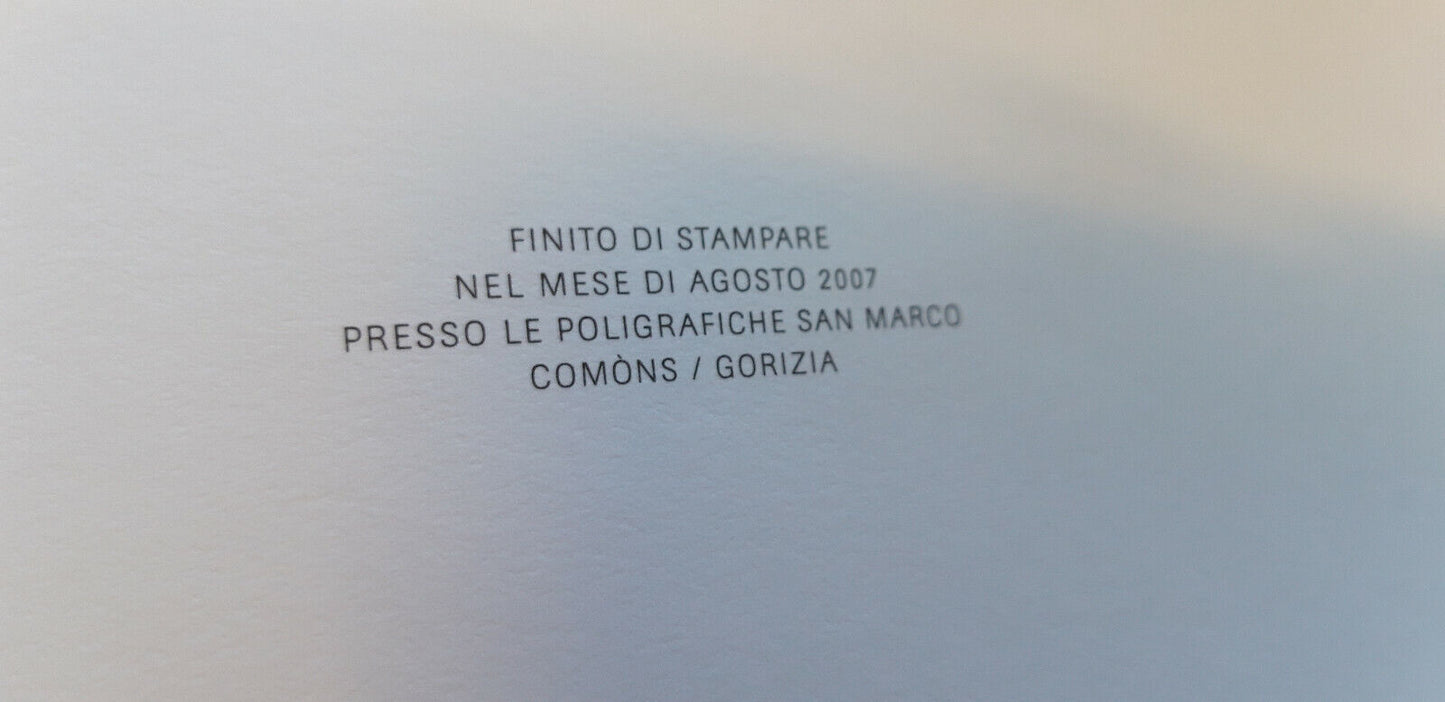 FINITO DI STAMPARE
NEL MESE DI AGOSTO 2007
PRESSO LE POLIGRAFICHE SAN MARCO
COMÒNS / GORIZIA